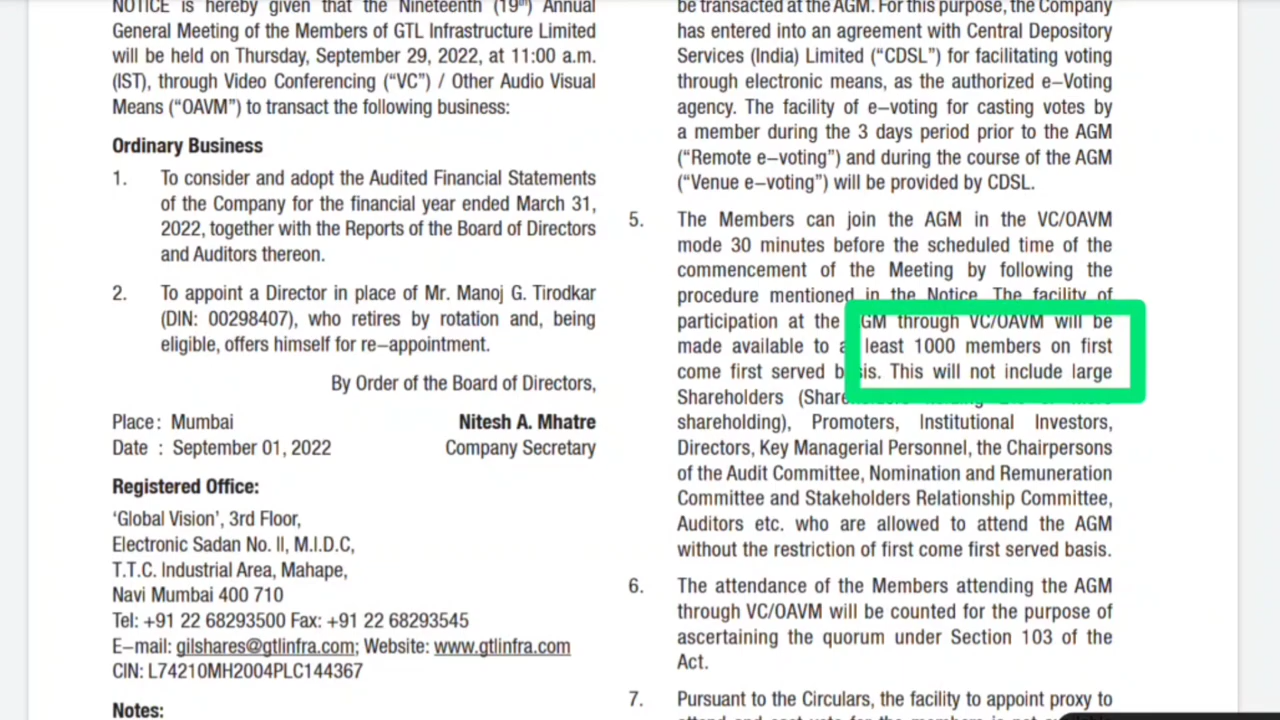 NOTICE is hereby given that the Nineteenth (19th) Annual
General Meeting of the Members of GTL Infrastructure Limited
will be held on Thursday, September 29, 2022, at 11:00 a.m.
(IST), through Video Conferencing (“VC”) / Other Audio Visual
Means (“OAVM”) to transact the following business:
Ordinary Business
1. To consider and adopt the Audited Financial Statements
of the Company for the financial year ended March 31,
2022, together with the Reports of the Board of Directors
and Auditors thereon.
2. To appoint a Director in place of Mr. Manoj G. Tirodkar
(DIN: 00298407), who retires by rotation and, being
eligible, offers himself for re–appointment.
By Order of the Board of Directors,
Place : Mumbai Nitesh A. Mhatre
Date : September 01, 2022 Company Secretary
Registered Office:
‘Global Vision’, 3rd Floor,
Electronic Sadan No. II, M.I.D.C,
T.T.C. Industrial Area, Mahape,
Navi Mumbai 400 710
Tel: +91 22 68293500 Fax: +91 22 68293545
E–mail: gilshares@gtlinfra.com; Website: www.gtlinfra.com
CIN: L74210MH2004PLC144367
Notes:
be transacted at the AGM. For this purpose, the Company
has entered into an agreement with Central Depository
Services (India) Limited (“CDSL”) for facilitating voting
through electronic means, as the authorized e–Voting
agency. The facility of e–voting for casting votes by
a member during the 3 days period prior to the AGM
(“Remote e–voting”) and during the course of the AGM
(“Venue e–voting”) will be provided by CDSL.
5. The Members can join the AGM in the VC/OAVM
mode 30 minutes before the scheduled time of the
commencement of the Meeting by following the
procedure mentioned in the Notice. The facility of
participation at the GM through VC/OAVM will be
made available to a least 1000 members on first
come first served b is. This will not include large
Shareholders (Share
shareholding), Promoters, Institutional Investors,
Directors, Key Managerial Personnel, the Chairpersons
of the Audit Committee, Nomination and Remuneration
Committee and Stakeholders Relationship Committee,
Auditors etc. who are allowed to attend the AGM
without the restriction of first come first served basis.
6. The attendance of the Members attending the AGM
through VC/OAVM will be counted for the purpose of
ascertaining the quorum under Section 103 of the
Act.
7. Pursuant to the Circulars, the facility to appoint proxy to